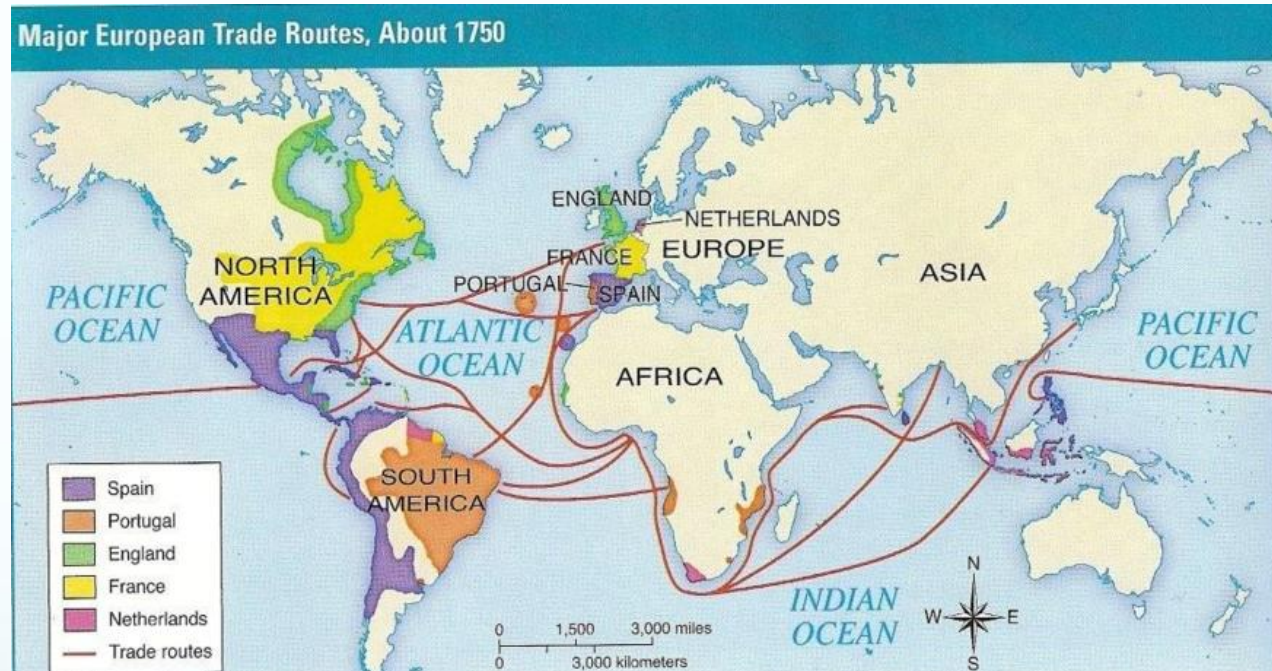 Major European Trade Routes, About 1750
ENGLAND
NETHERLANDS
FRANCE
EUROPE
ASIA
NORTH
AMERICA
PORTUGAL
SPAIN
PACIFIC
OCEAN
ATLANTIC
OCEAN
PACIFIC
OCEAN
AFRICA
SOUTH
AMERICA
Spain
Portugal
England
France
Netherlands
Trade routes
INDIAN
OCEAN
N
W E
S
0 1,500 3,000 miles
0 3,000 kilometers